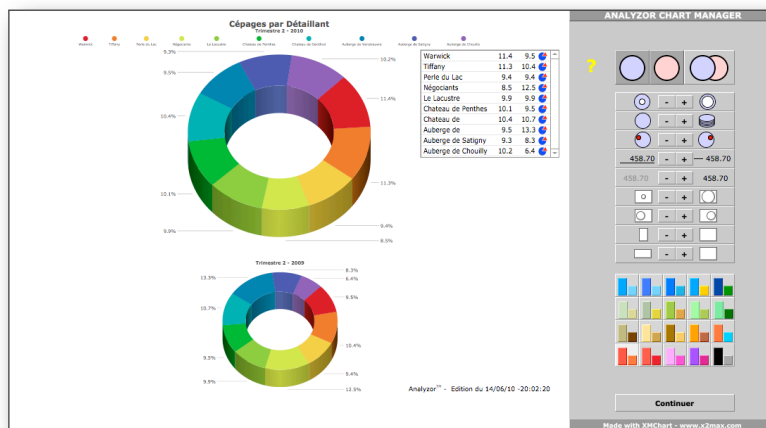 ANALYZOR CHART MANAGER
Cépages par Détaillant
Trimestre 2 - 2010
Warwick
Tiffany
Perle du Lac
Négociants
Le Lacustre
Chateau de Penthes
Auberge de Satigny
Auberge de Choully
9.3%
9.5%
10.4%
10.1%
9.9%
10.2%
11.4%
11.3%
9.4%
8.5%
Warwick 11.4 9.5
Tiffany 11.3 10.4
Perle du Lac 9.4 9.4
Négociants 8.5 12.5
Le Lacustre 9.9 9.9
Chateau de Penthes 10.1 9.5
Chateau de 10.4 10.7
Auberge de 9.5 13.3
Auberge de Satigny 9.3 8.3
Auberge de Chouilly 10.2 6.4
?
- +
- +
- +
458.70 - + 458.70
458.70 - + 458.70
- +
- +
- +
- +
Trimestre 2 - 2009
13.3%
10.7%
9.5%
9.9%
8.3%
6.4%
9.5%
10.4%
9.4%
12.5%
Analyzor™ - Edition du 14/06/10 -20:02:20
Continuer
Made with XMChart - www.x2max.com